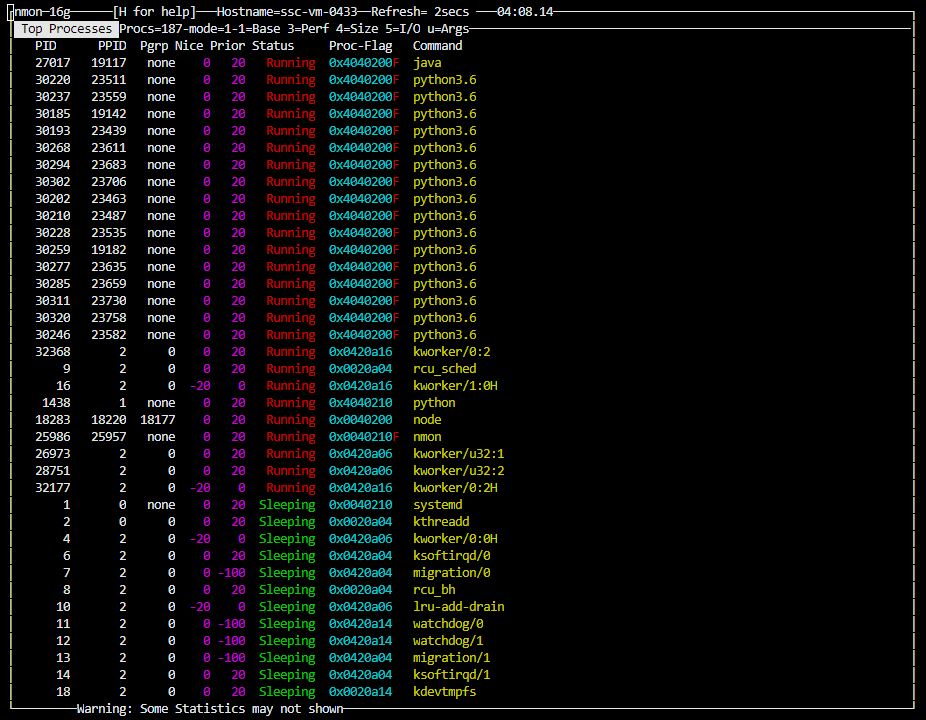 nmon─16g──────[H for help]───Hostname=ssc-vm-0433──Refresh= 2secs ───04:08.14─
Top Processes Procs=187-mode=1-1=Base 3=Perf 4=Size 5=I/O u=Args
PID PPID Pgrp Nice Prior Status Proc-Flag Command
27017 19117 none 0 20 Running 0x4040200F java
30220 23511 none 0 20 Running 0x4040200F python3.6
30237 23559 none 0 20 Running 0x4040200F python3.6
30185 19142 none 0 20 Running 0x4040200F python3.6
30193 23439 none 0 20 Running 0x4040200F python3.6
30268 23611 none 0 20 Running 0x4040200F python3.6
30294 23683 none 0 20 Running 0x4040200F python3.6
30302 23706 none 0 20 Running 0x4040200F python3.6
30202 23463 none 0 20 Running 0x4040200F python3.6
30210 23487 none 0 20 Running 0x4040200F python3.6
30228 23535 none 0 20 Running 0x4040200F python3.6
30259 19182 none 0 20 Running 0x4040200F python3.6
30277 23635 none 0 20 Running 0x4040200F python3.6
30285 23659 none 0 20 Running 0x4040200F python3.6
30311 23730 none 0 20 Running 0x4040200F python3.6
30320 23758 none 0 20 Running 0x4040200F python3.6
30246 23582 none 0 20 Running 0x4040200F python3.6
32368 2 0 0 20 Running 0x0420a16 kworker/0:2
9 2 0 0 20 Running 0x0020a04 rcu_sched
16 2 0 -20 0 Running 0x0420a16 kworker/1:0H
1438 1 none 0 20 Running 0x4040210 python
18283 18220 18177 0 20 Running 0x0040200 node
25986 25957 none 0 20 Running 0x0040210F nmon
26973 2 0 0 20 Running 0x0420a06 kworker/u32:1
28751 2 0 0 20 Running 0x0420a06 kworker/u32:2
32177 2 0 -20 0 Running 0x0420a16 kworker/0:2H
1 0 none 0 20 Sleeping 0x0040210 systemd
2 0 0 0 20 Sleeping 0x0020a04 kthreadd
4 2 0 -20 0 Sleeping 0x0420a06 kworker/0:0H
6 2 0 0 20 Sleeping 0x0420a04 ksoftirqd/0
7 2 0 0 -100 Sleeping 0x0420a04 migration/0
8 2 0 0 20 Sleeping 0x0020a04 rcu_bh
10 2 0 -20 0 Sleeping 0x0420a06 lru-add-drain
11 2 0 0 -100 Sleeping 0x0420a14 watchdog/0
12 2 0 0 -100 Sleeping 0x0420a14 watchdog/1
13 2 0 0 -100 Sleeping 0x0420a04 migration/1
14 2 0 0 20 Sleeping 0x0420a04 ksoftirqd/1
18 2 0 0 20 Sleeping 0x0020a14 kdevtmpfs
Warning: Some Statistics may not shown